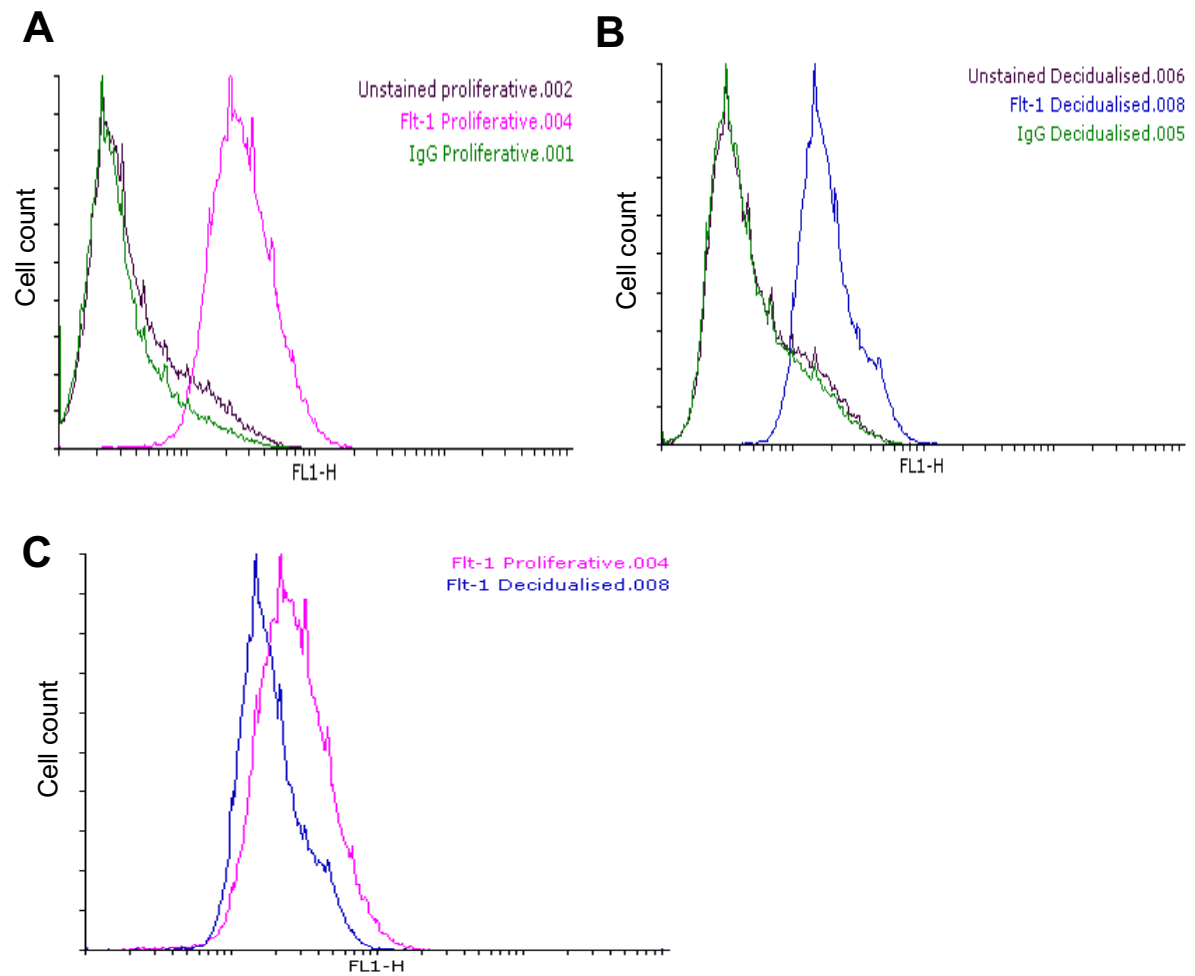 A
Unstained proliferative.002
Flt-1 Proliferative.004
IgG Proliferative.001
Cell count
FL1-H
B
Unstained Decidualised.006
Flt-1 Decidualised.008
IgG Decidualised.005
Cell count
FL1-H
C
Flt-1 Proliferative.004
Flt-1 Decidualised.008
Cell count
FL1-H